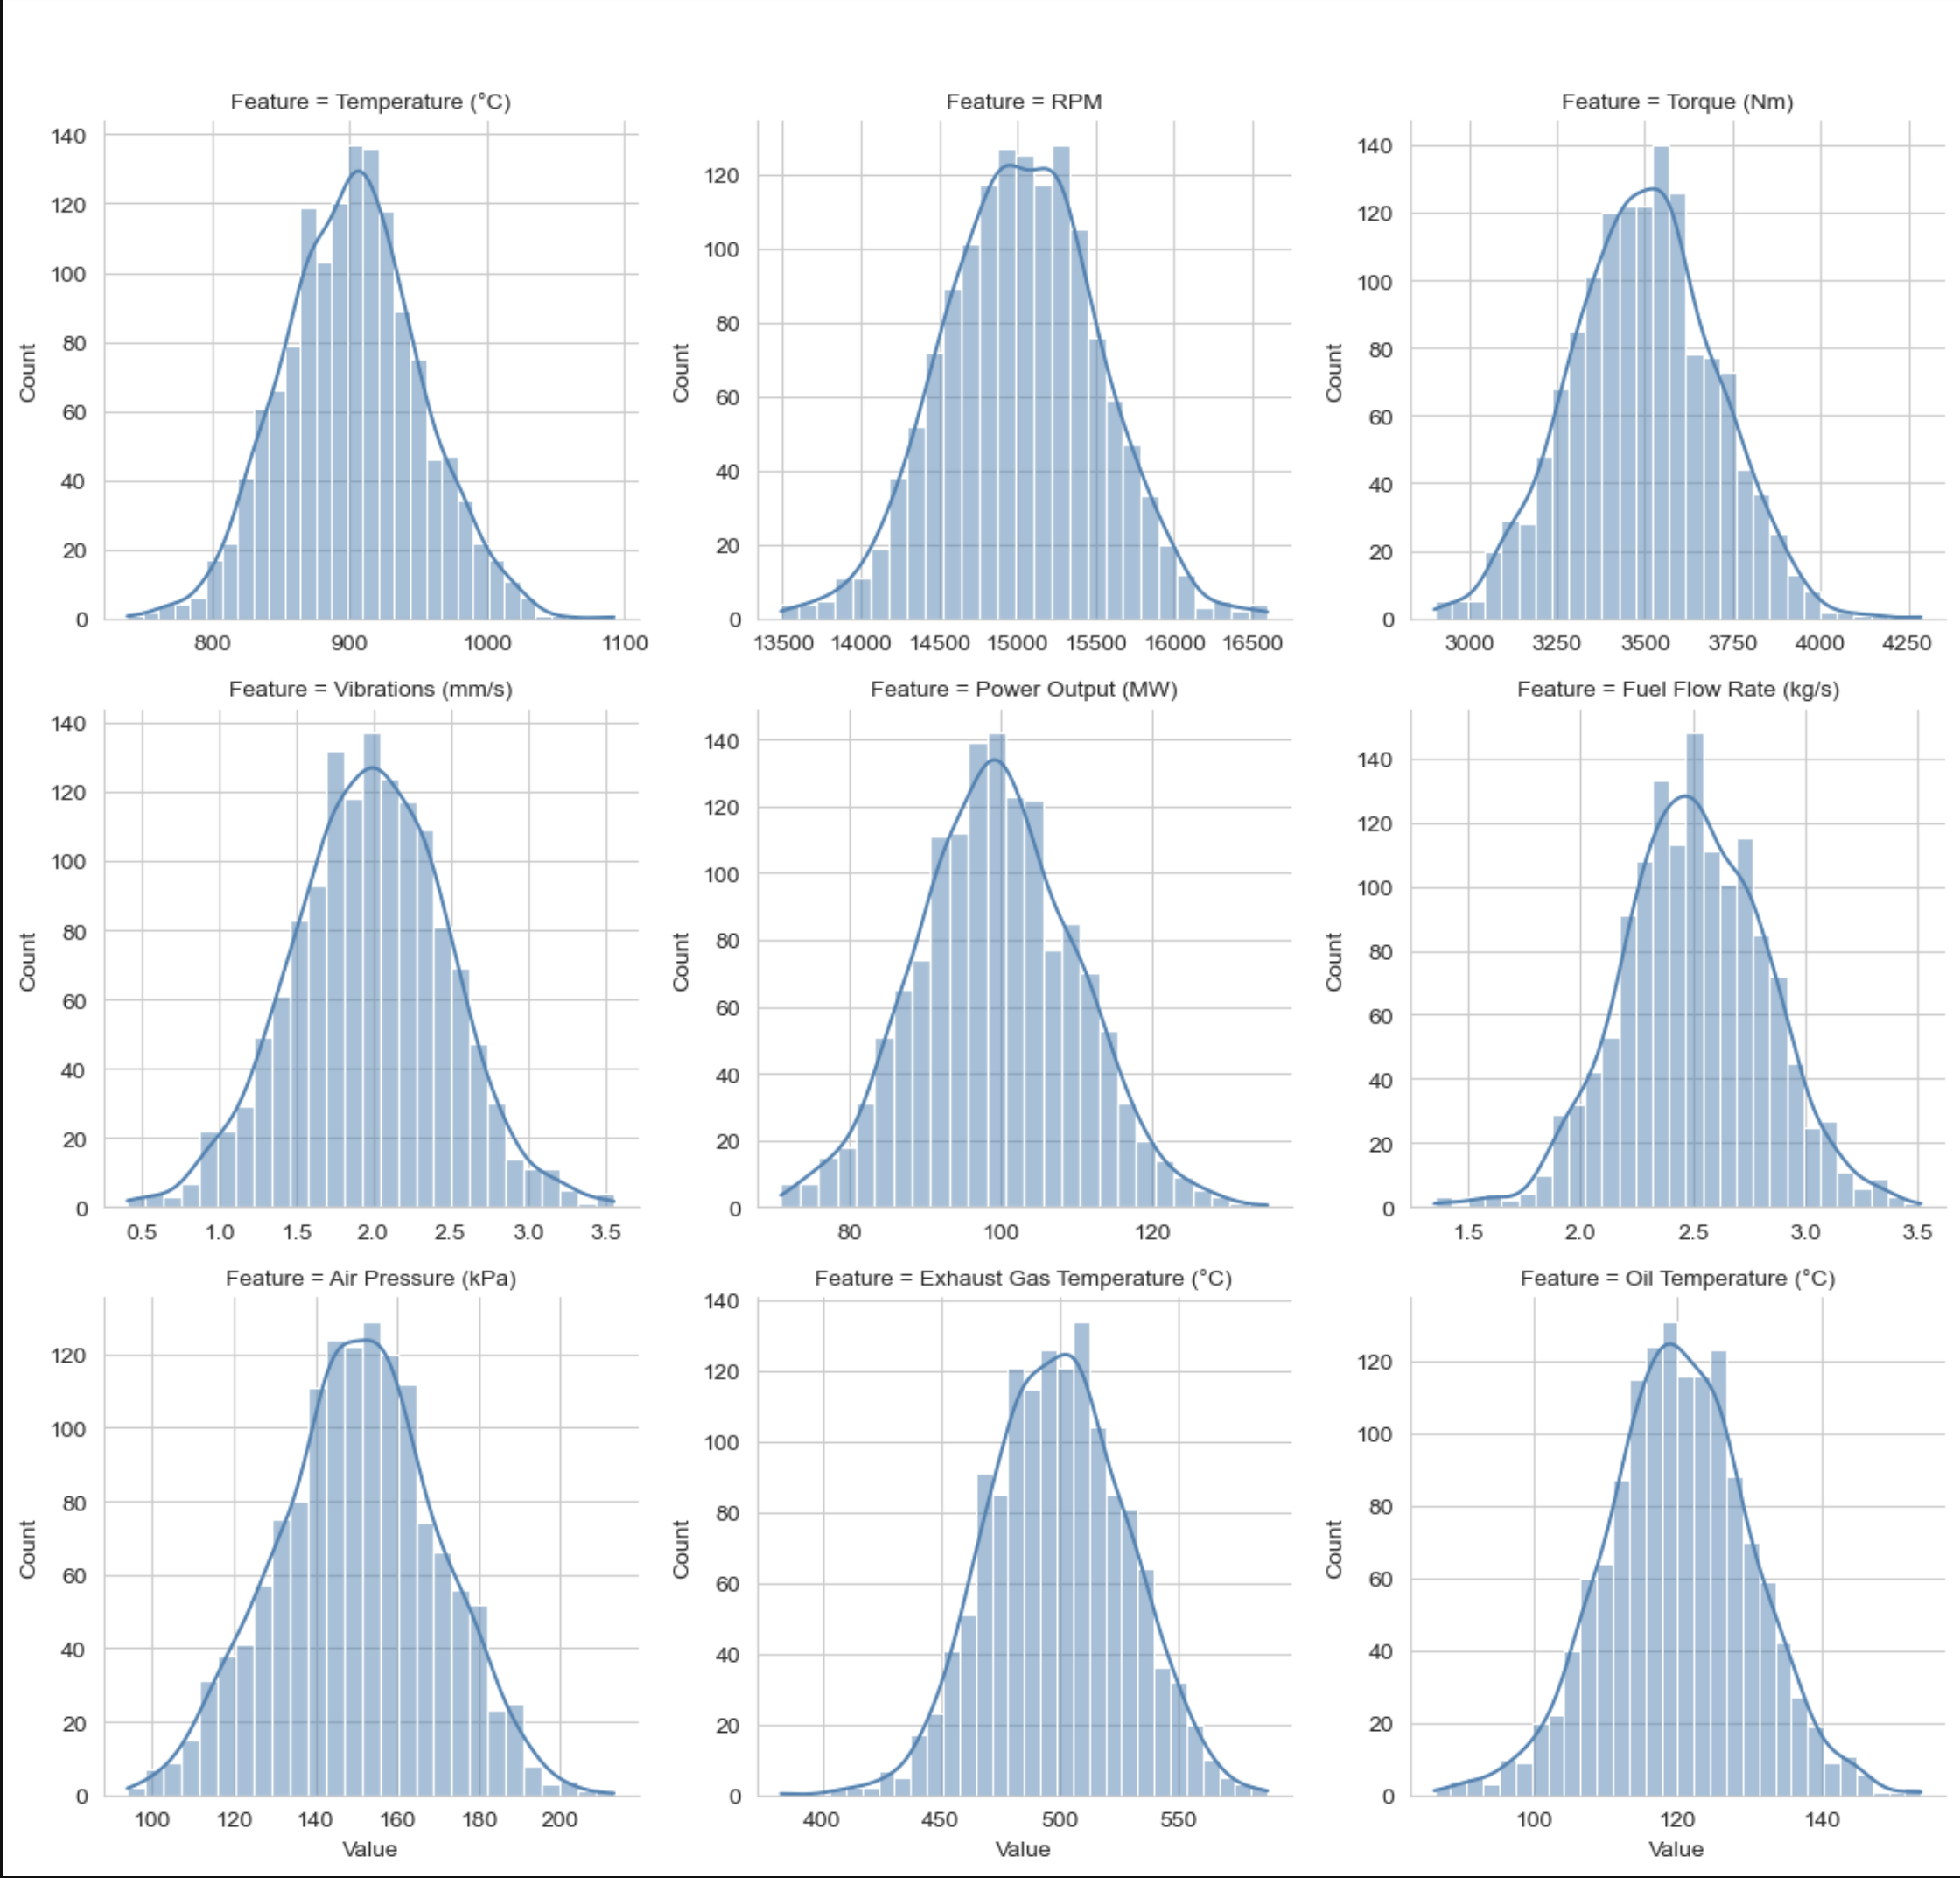 Feature = Temperature (°C)
Feature = RPM
Feature = Torque (Nm)
140
120
100
80
60
40
20
0
Count
800 900 1000 1100
120
100
80
60
40
20
0
Count
13500 14000 14500 15000 15500 16000 16500
140
120
100
80
60
40
20
0
Count
3000 3250 3500 3750 4000 4250
Feature = Vibrations (mm/s)
Feature = Power Output (MW)
Feature = Fuel Flow Rate (kg/s)
140
120
100
80
60
40
20
0
Count
0.5 1.0 1.5 2.0 2.5 3.0 3.5
140
120
100
80
60
40
20
0
Count
80 100 120
140
120
100
80
60
40
20
0
Count
1.5 2.0 2.5 3.0 3.5
Feature = Air Pressure (kPa)
Feature = Exhaust Gas Temperature (°C)
Feature = Oil Temperature (°C)
120
100
80
60
40
20
0
Count
100 120 140 160 180 200
Value
140
120
100
80
60
40
20
0
Count
400 450 500 550
Value
120
100
80
60
40
20
0
Count
100 120 140
Value